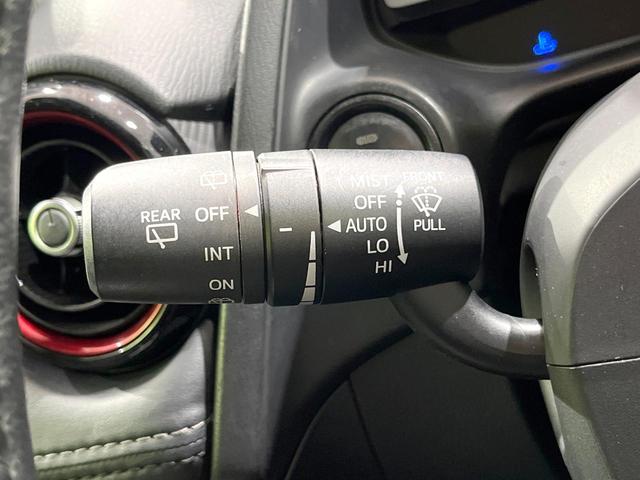 REAR
OFF
INT
ON
MIST
OFF
AUTO
LO
HI
FRONT
PULL